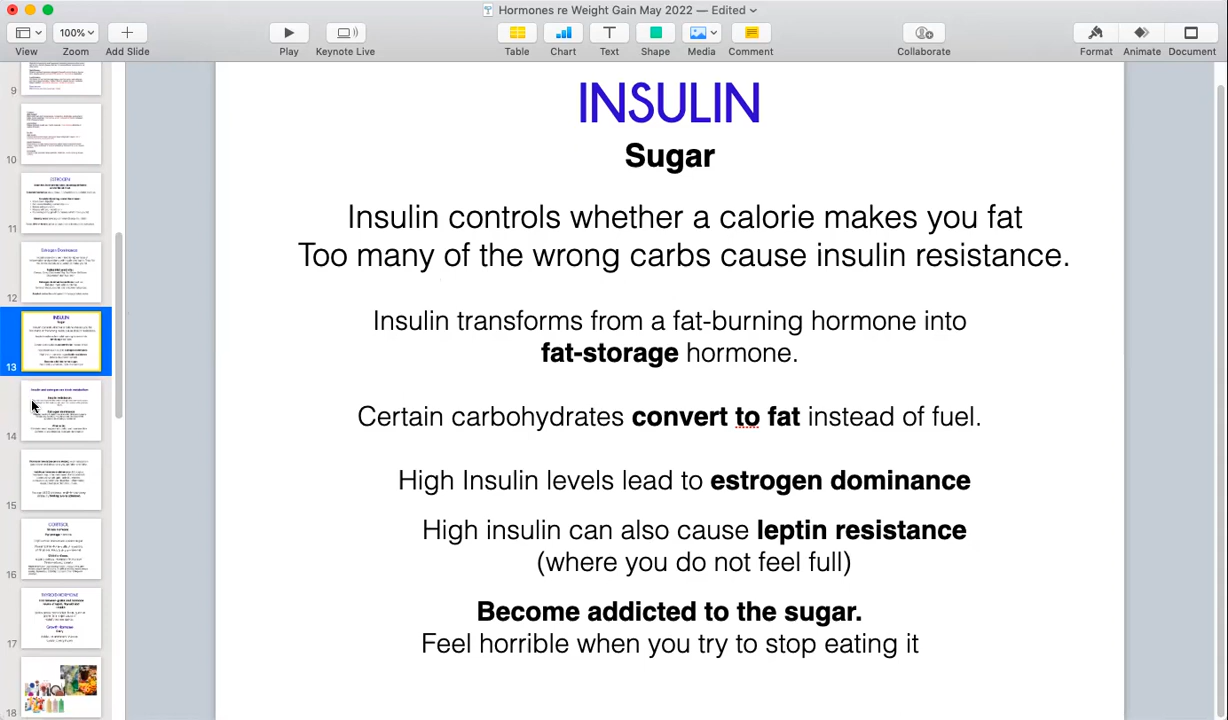 Hormones re Weight Gain May 2022 — Edited
100%
View
Zoom
Add Slide
Play
Keynote Live
Table
Chart
Text
Shape
Media
Comment
Collaborate
Format
Animate
Document
9
10
11
12
13
14
15
16
17
18
INSULIN
Sugar
Insulin controls whether a calorie makes you fat
Too many of the wrong carbs cause insulin resistance.
Insulin transforms from a fat-burning hormone into
fat-storage hormone.
Certain carbohydrates convert to fat instead of fuel.
High Insulin levels lead to estrogen dominance
High insulin can also cause leptin resistance
(where you do not feel full)
Become addicted to the sugar.
Feel horrible when you try to stop eating it